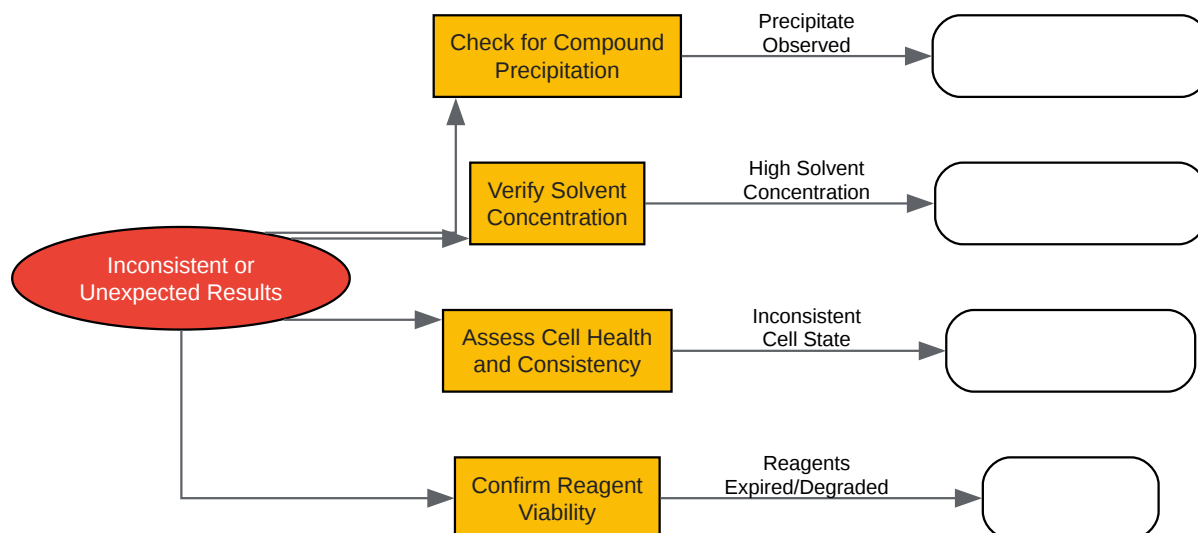 Check for Compound
Precipitation
Precipitate
Observed
Verify Solvent
Concentration
High Solvent
Concentration
Inconsistent or
Unexpected Results
Assess Cell Health
and Consistency
Inconsistent
Cell State
Confirm Reagent
Viability
Reagents
Expired/Degraded